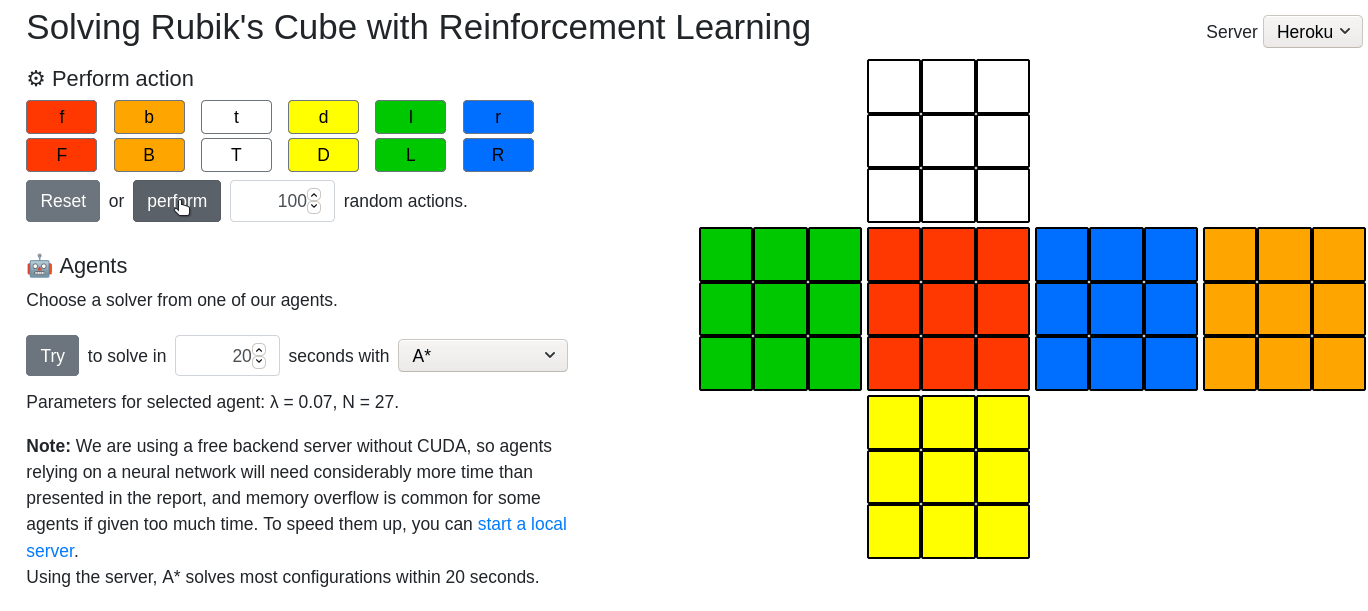 Solving Rubik's Cube with Reinforcement Learning
Server Heroku
Perform action
f b t d l r
F B T D L R
Reset or perform 100 random actions.
Agents
Choose a solver from one of our agents.
Try to solve in 20 seconds with A*
Parameters for selected agent: λ = 0.07, N = 27.
Note: We are using a free backend server without CUDA, so agents
relying on a neural network will need considerably more time than
presented in the report, and memory overflow is common for some
agents if given too much time. To speed them up, you can start a local
server.
Using the server, A* solves most configurations within 20 seconds.